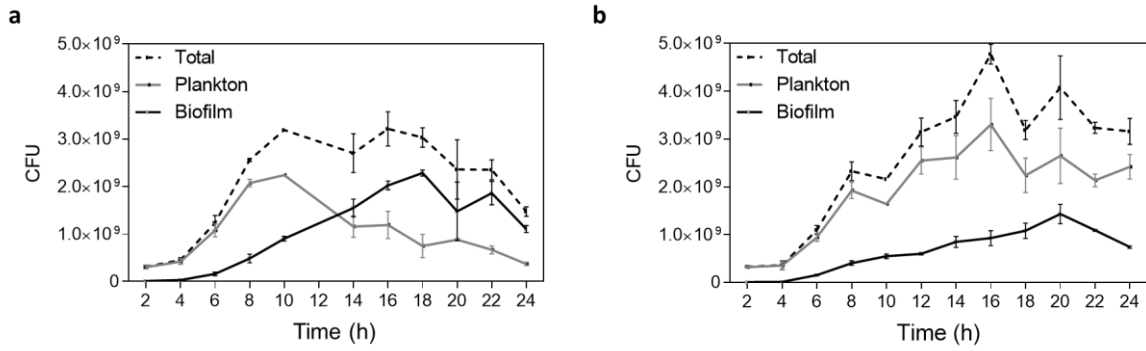 a
5.0×10⁹
4.0×10⁹
3.0×10⁹
2.0×10⁹
1.0×10⁹
0
CFU
Total
Plankton
Biofilm
2 4 6 8 10 12 14 16 18 20 22 24
Time (h)
b
5.0×10⁹
4.0×10⁹
3.0×10⁹
2.0×10⁹
1.0×10⁹
0
CFU
Total
Plankton
Biofilm
2 4 6 8 10 12 14 16 18 20 22 24
Time (h)